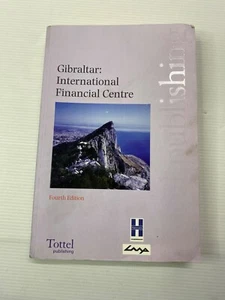 Gibraltar:
International
Financial Centre
publishing
Fourth Edition
H
Tottel
publishing